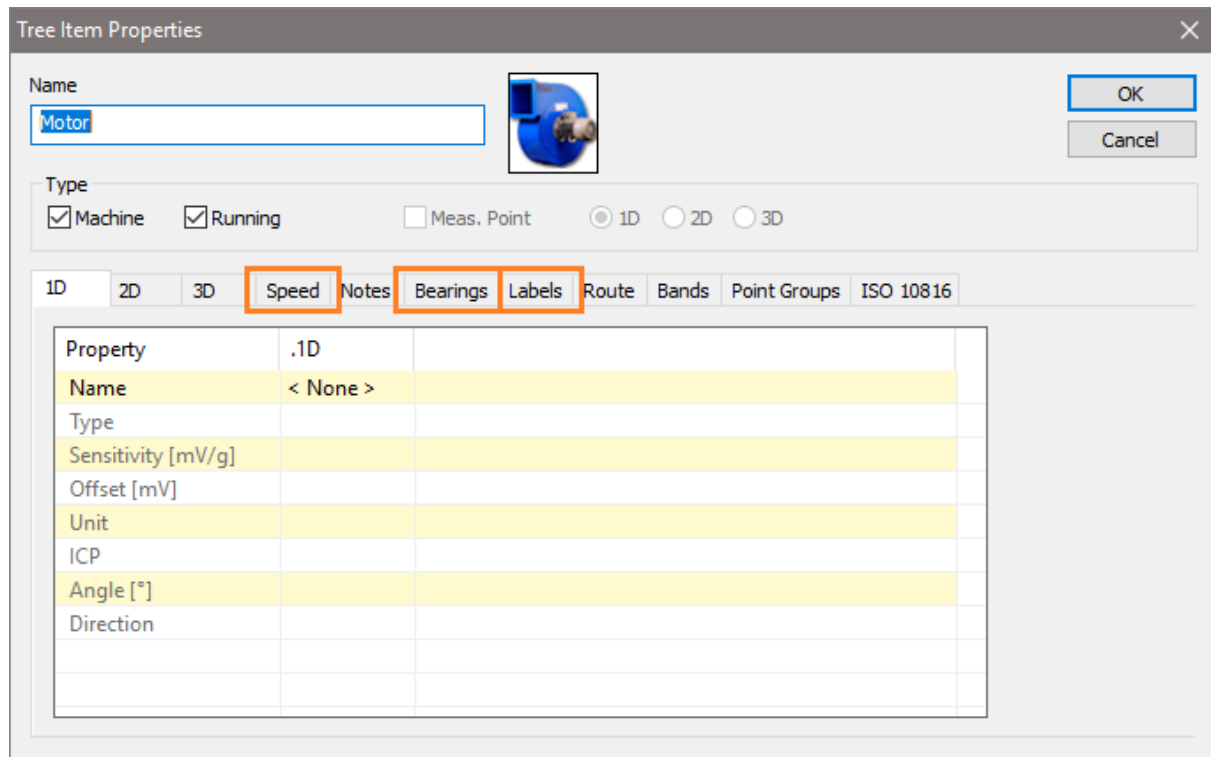 Tree Item Properties
Name
Motor
OK
Cancel
Type
Machine Running Meas. Point 1D 2D 3D
1D 2D 3D Speed Notes Bearings Labels Route Bands Point Groups ISO 10816
Property .1D
Name < None >
Type
Sensitivity [mV/g]
Offset [mV]
Unit
ICP
Angle [°]
Direction